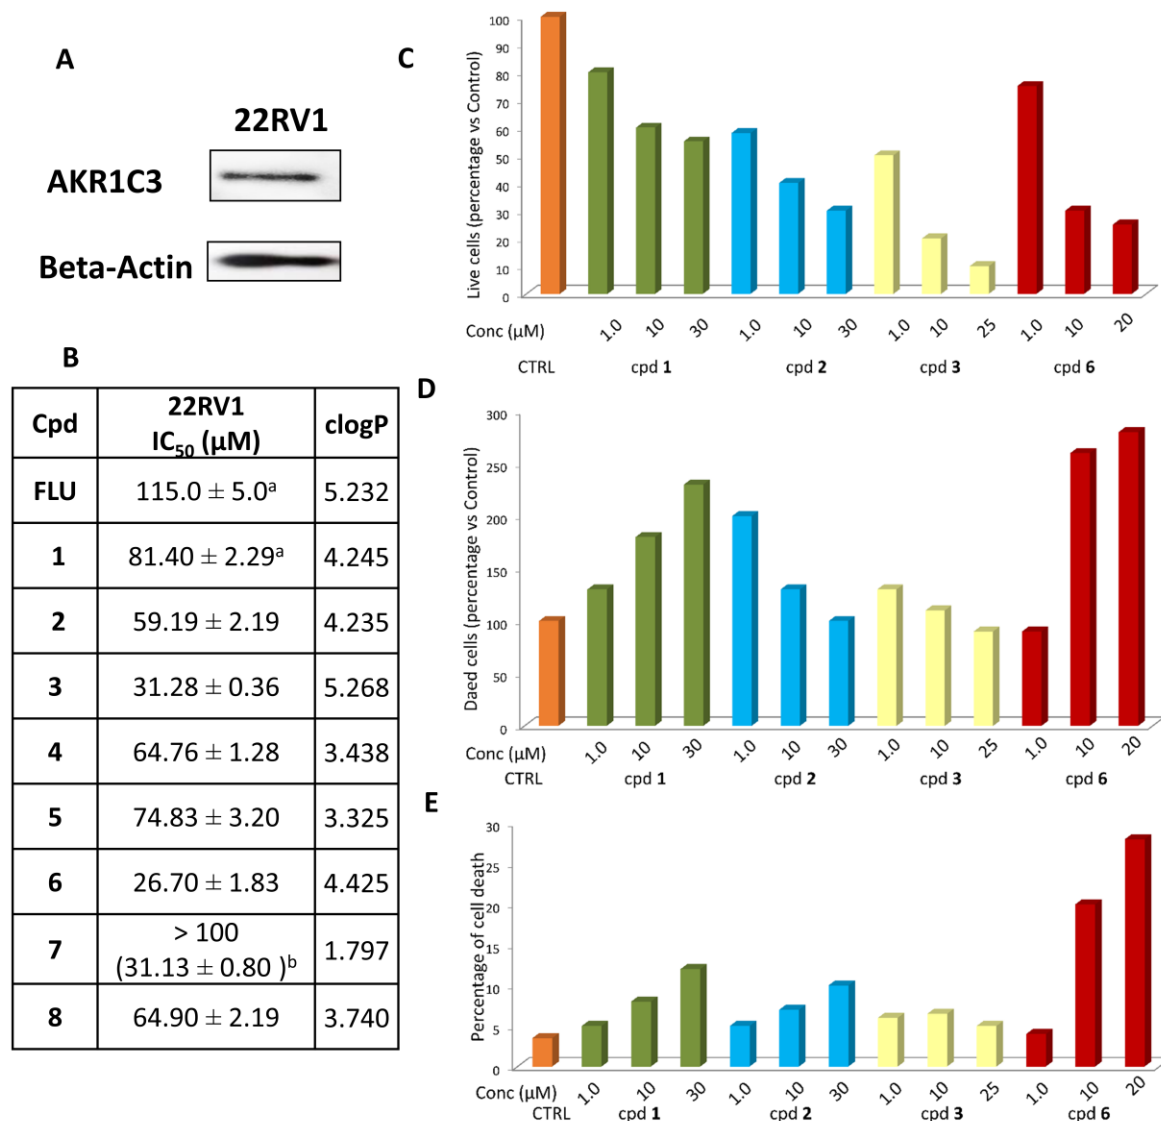 A
22RV1
AKR1C3
Beta-Actin
B
Cpd 22RV1 IC50 (µM) clogP
FLU 115.0 ± 5.0a 5.232
1 81.40 ± 2.29a 4.245
2 59.19 ± 2.19 4.235
3 31.28 ± 0.36 5.268
4 64.76 ± 1.28 3.438
5 74.83 ± 3.20 3.325
6 26.70 ± 1.83 4.425
7 > 100 (31.13 ± 0.80 )b 1.797
8 64.90 ± 2.19 3.740
C
Live cells (percentage vs Control)
100
90
80
70
60
50
40
30
20
10
0
Conc (µM) 1.0 10 30 1.0 10 30 1.0 10 25 1.0 10 20
CTRL cpd 1 cpd 2 cpd 3 cpd 6
D
Daed cells (percentage vs Control)
300
250
200
150
100
50
0
Conc (µM) 1.0 10 30 1.0 10 30 1.0 10 25 1.0 10 20
CTRL cpd 1 cpd 2 cpd 3 cpd 6
E
Percentage of cell death
30
25
20
15
10
5
0
Conc (µM) 1.0 10 30 1.0 10 30 1.0 10 25 1.0 10 20
CTRL cpd 1 cpd 2 cpd 3 cpd 6